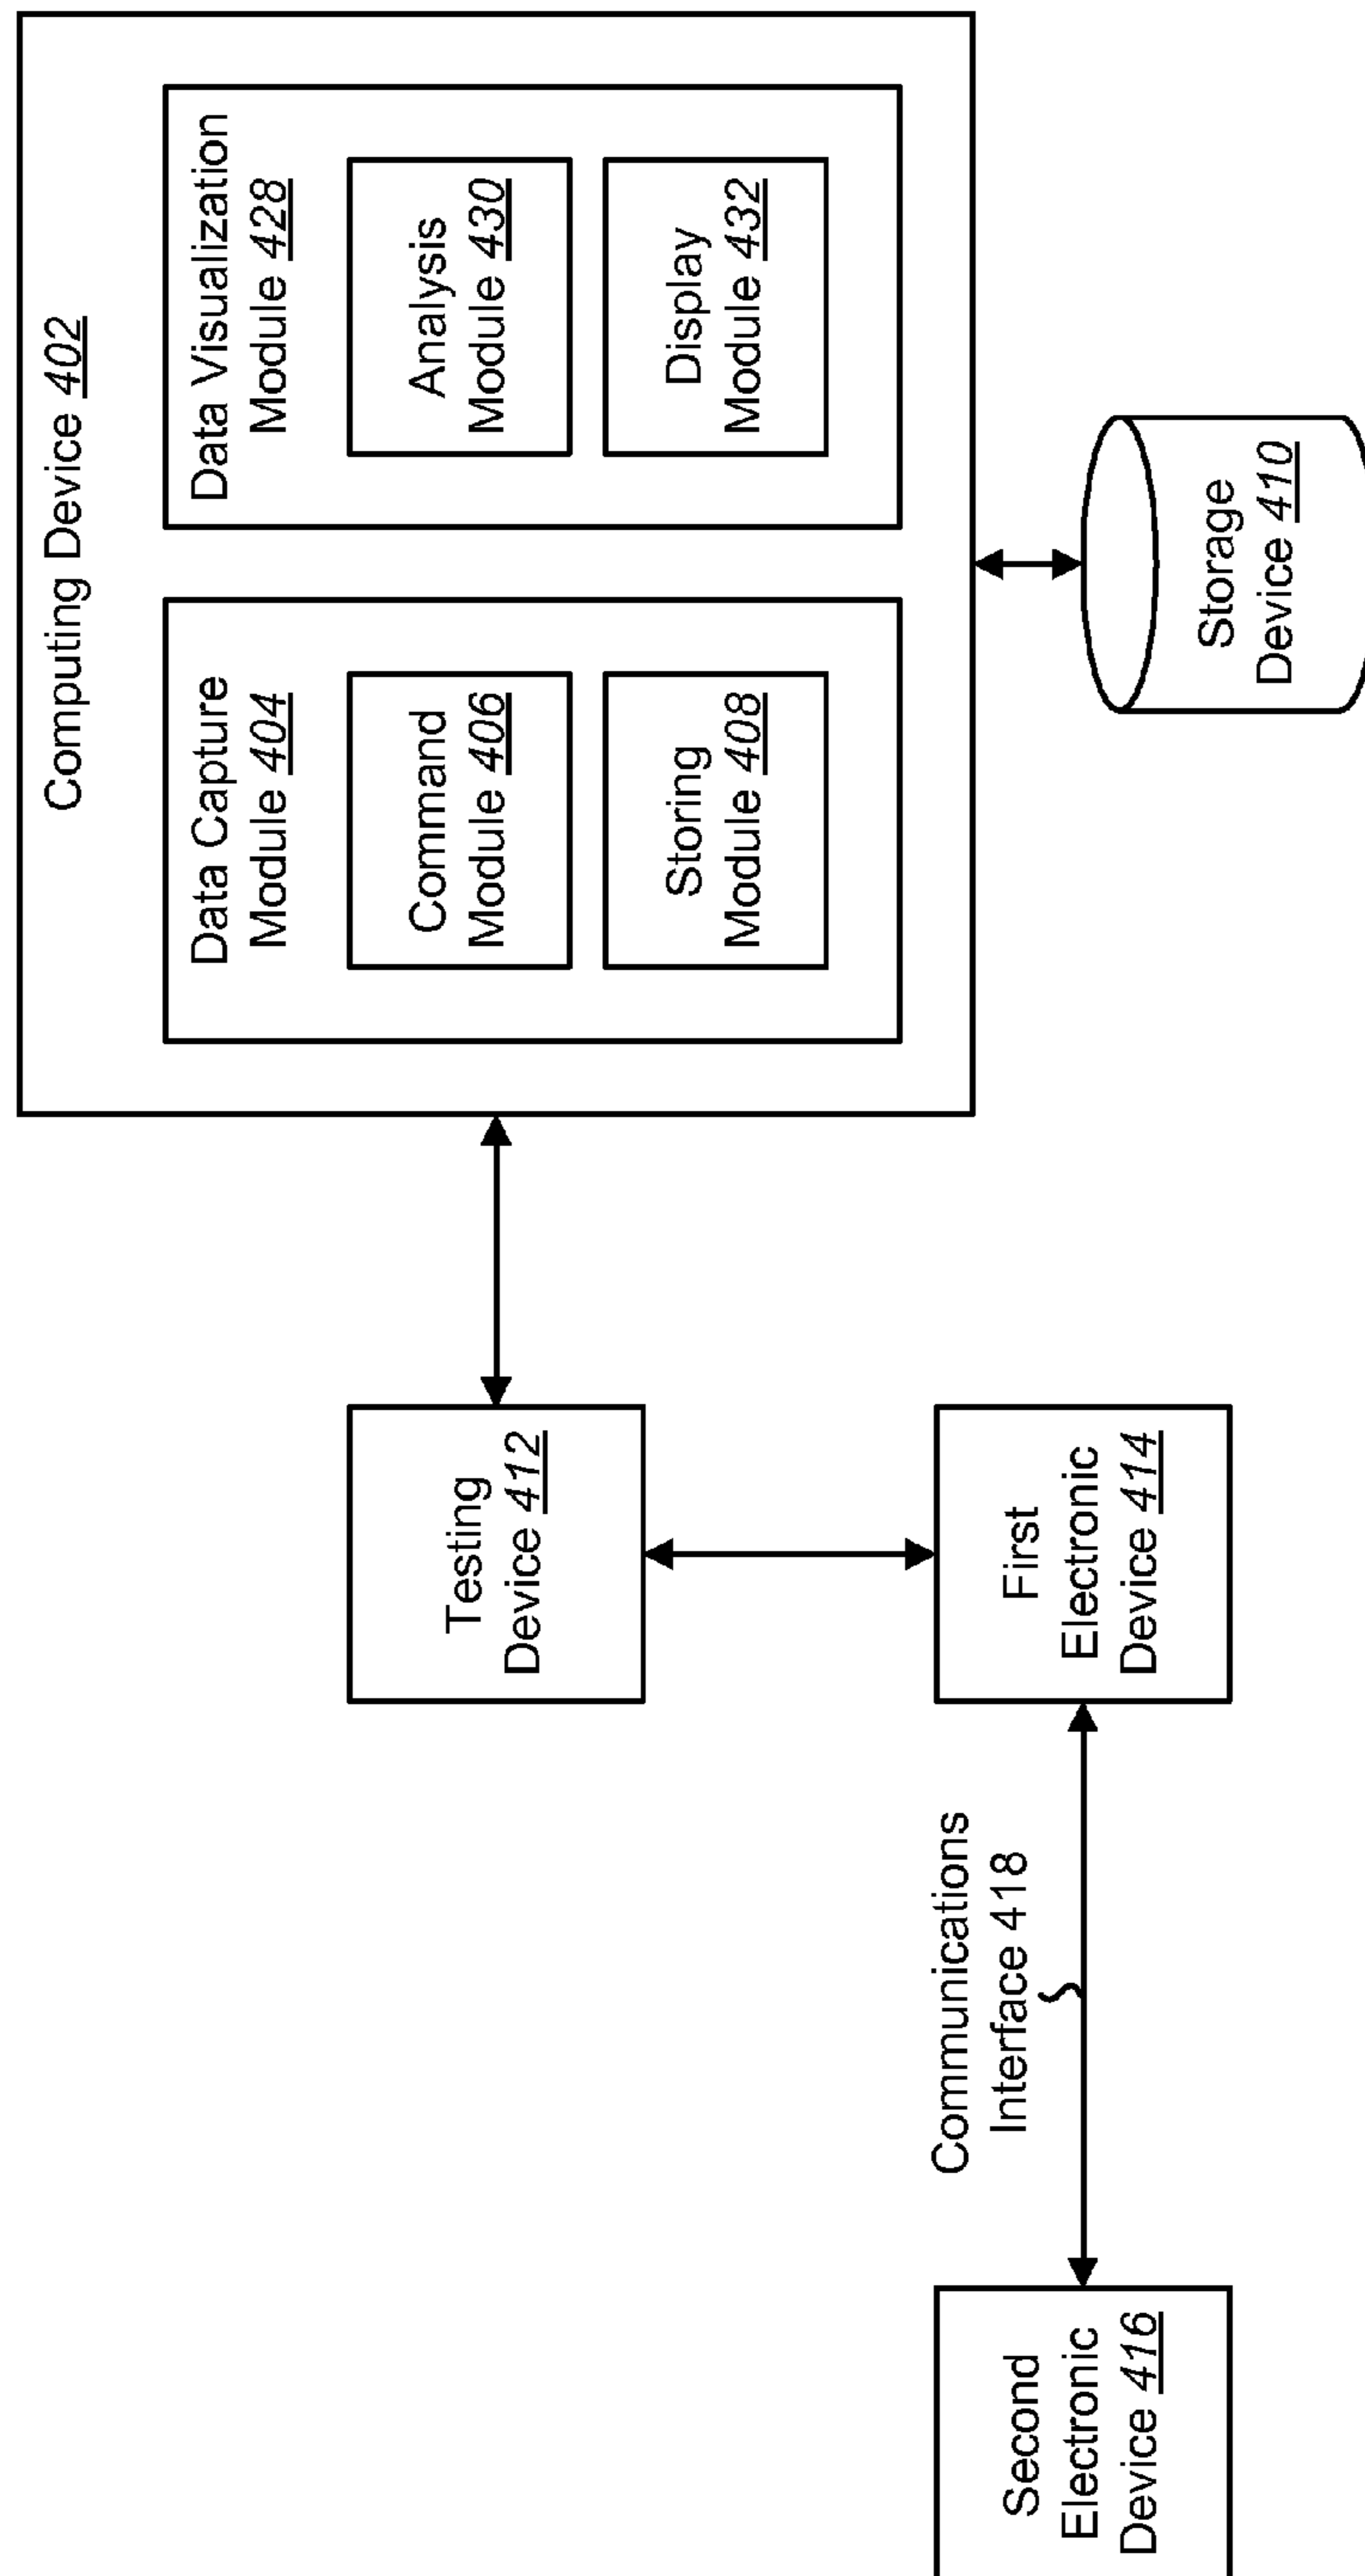 Computing Device 402
Data Capture
Module 404
Command
Module 406
Storing
Module 408
Data Visualization
Module 428
Analysis
Module 430
Display
Module 432
Testing
Device 412
Storage
Device 410
Second
Electronic
Device 416
Communications
Interface 418
First
Electronic
Device 414